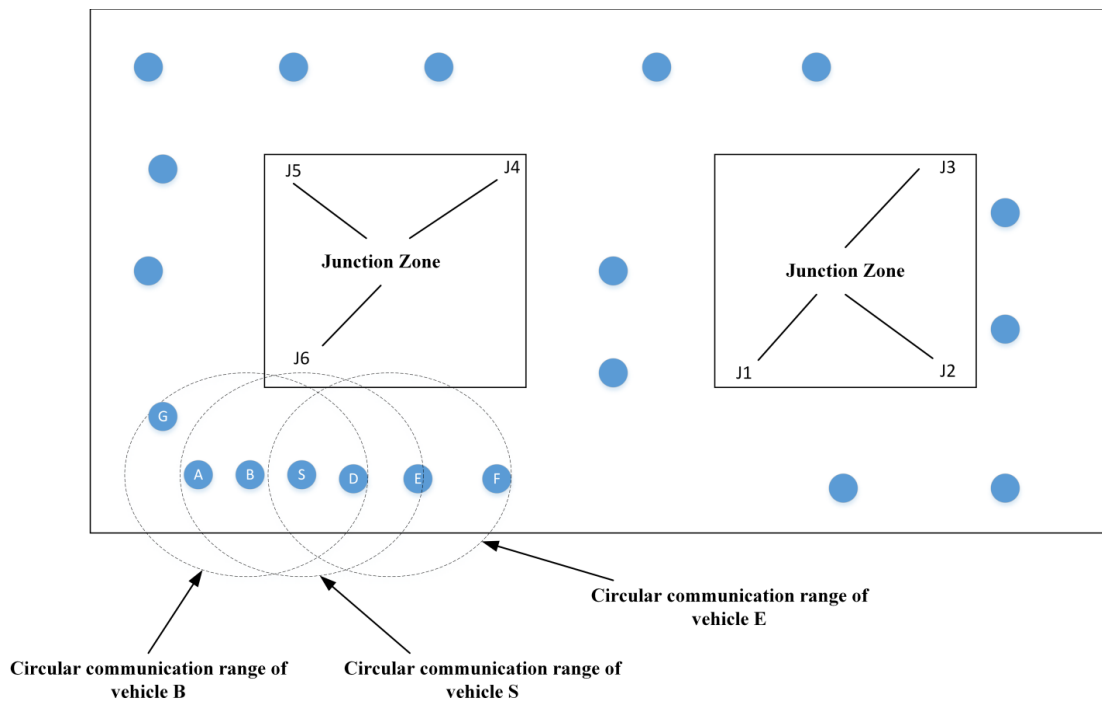 J5
J4
J3
Junction Zone
Junction Zone
J6
J1
J2
G
A
B
S
D
E
F
Circular communication range of
vehicle E
Circular communication range of
vehicle B
Circular communication range of
vehicle S